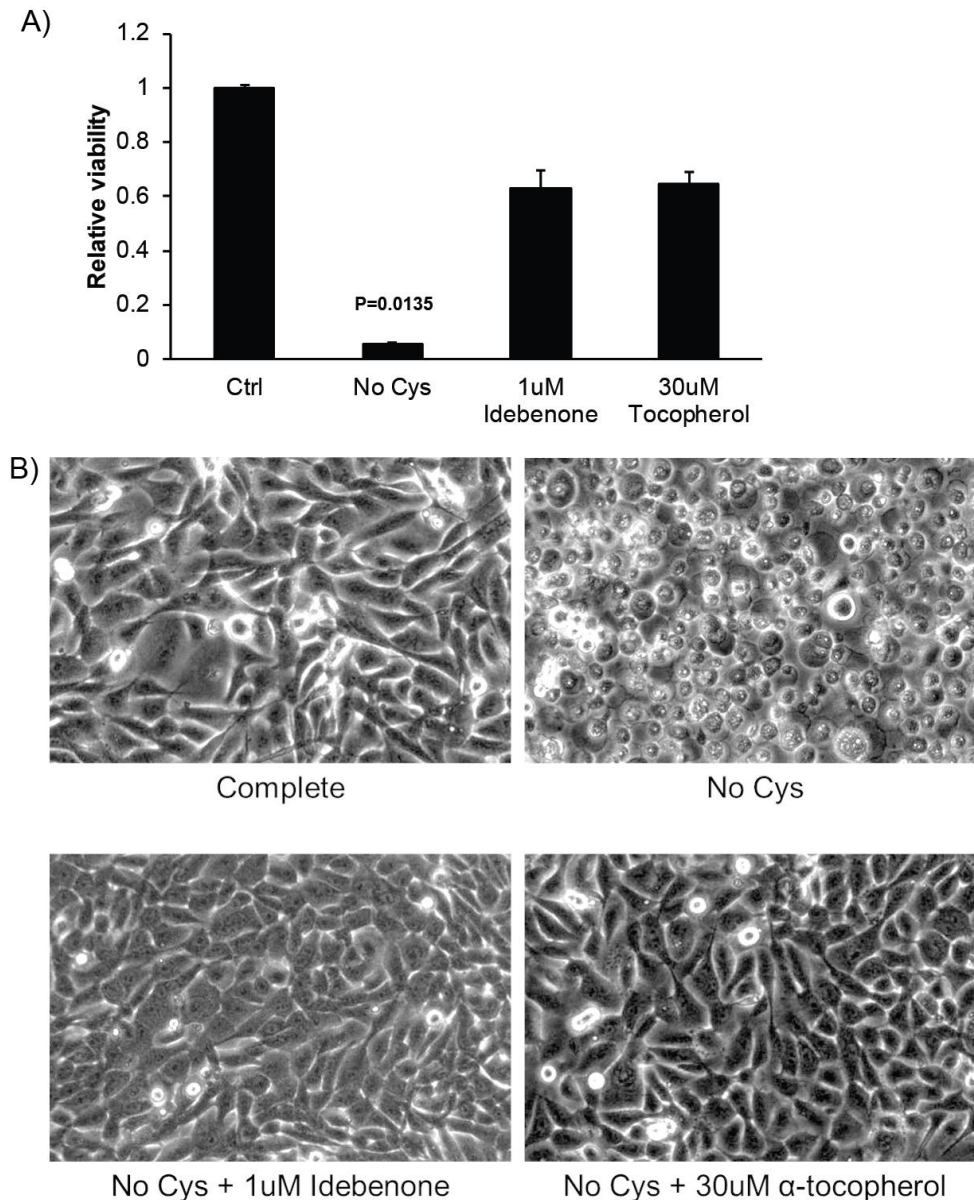 A)
1.2
1
0.8
0.6
0.4
0.2
0
Relative viability
P=0.0135
Ctrl
No Cys
1uM
Idebenone
30uM
Tocopherol
B)
Complete
No Cys
No Cys + 1uM Idebenone
No Cys + 30uM α-tocopherol